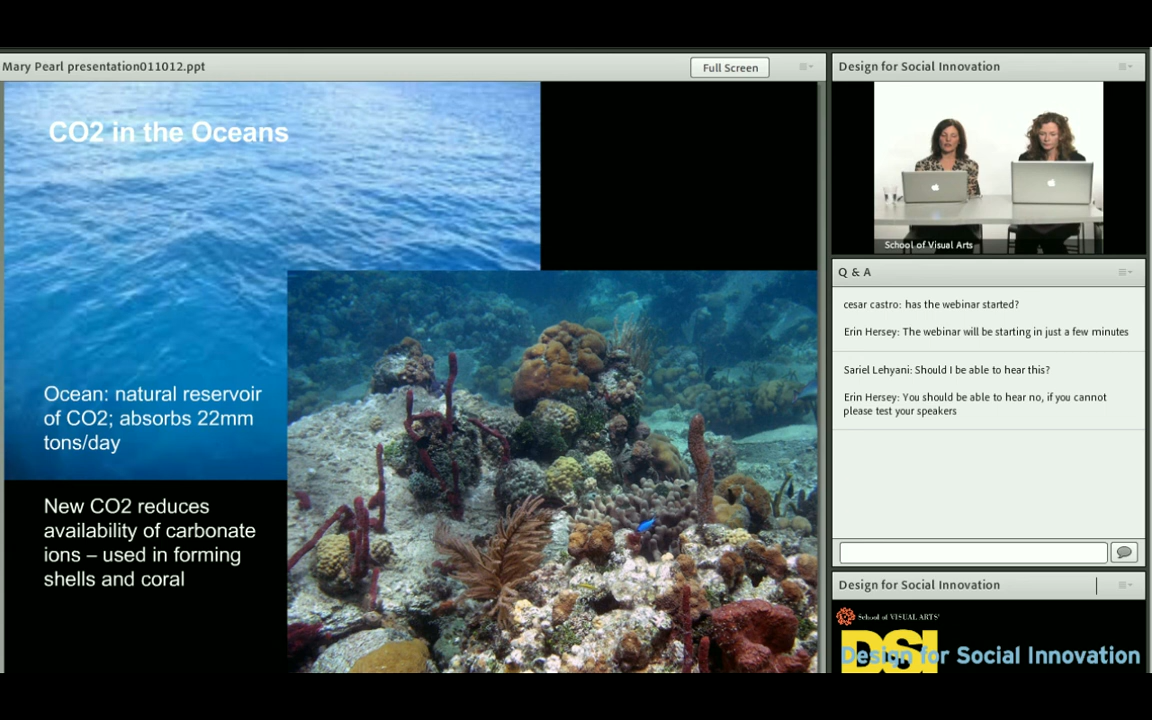 Mary Pearl presentation011012.ppt
Full Screen
CO2 in the Oceans
Ocean: natural reservoir
of CO2; absorbs 22mm
tons/day
New CO2 reduces
availability of carbonate
ions – used in forming
shells and coral
Design for Social Innovation
School of Visual Arts
Q & A
cesar castro: has the webinar started?
Erin Hersey: The webinar will be starting in just a few minutes
Sariel Lehyani: Should I be able to hear this?
Erin Hersey: You should be able to hear no, if you cannot
please test your speakers
Design for Social Innovation
School of VISUAL ARTS'
DSI
Design for Social Innovation